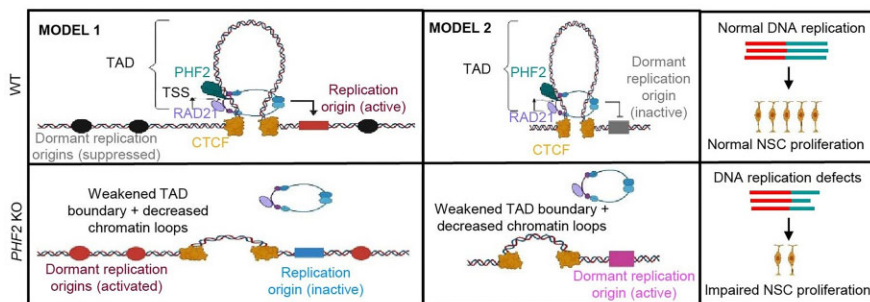 MODEL 1
TAD
PHF2
TSS
RAD21
CTCF
Replication
origin (active)
Dormant replication
origins (suppressed)
MODEL 2
TAD
PHF2
RAD21
CTCF
Dormant
replication
origin
(inactive)
Normal DNA replication
Normal NSC proliferation
WT
PHF2 KO
Weakened TAD
boundary + decreased
chromatin loops
Dormant replication
origins (activated)
Replication
origin (inactive)
Weakened TAD boundary +
decreased chromatin loops
Dormant replication
origin (active)
DNA replication defects
Impaired NSC proliferation